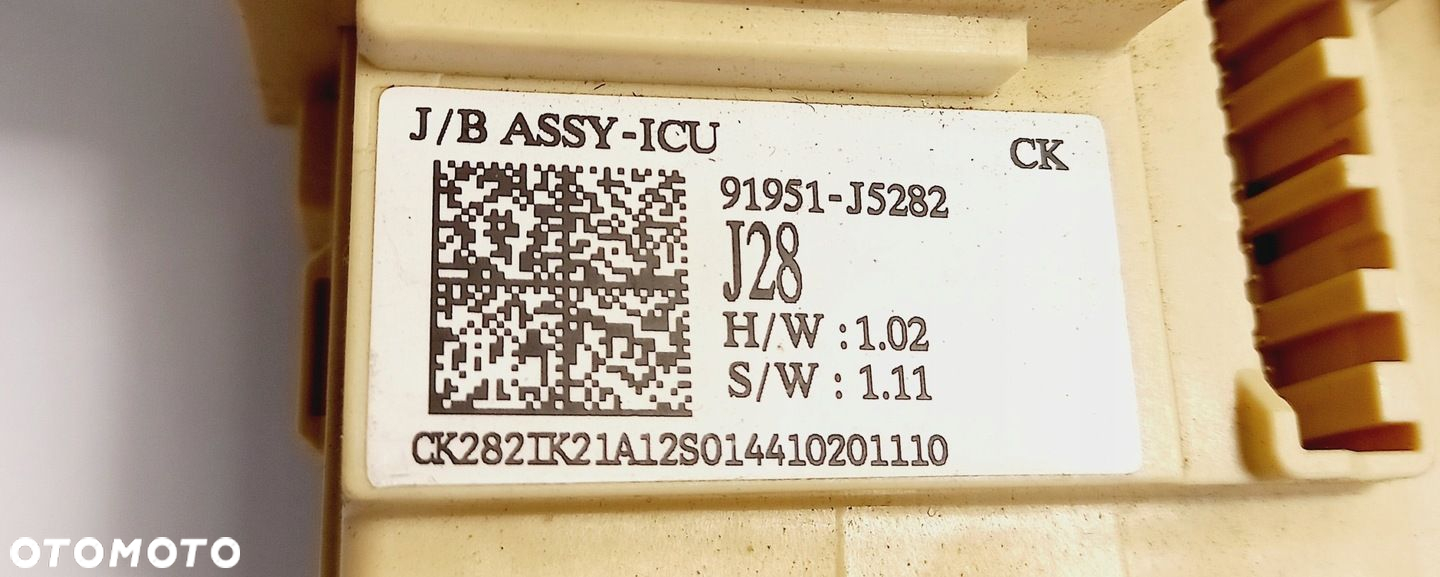 J/B ASSY-ICU
CK
91951-J5282
J28
H/W : 1.02
S/W : 1.11
CK282IK21A12S014410201110
OTOMOTO